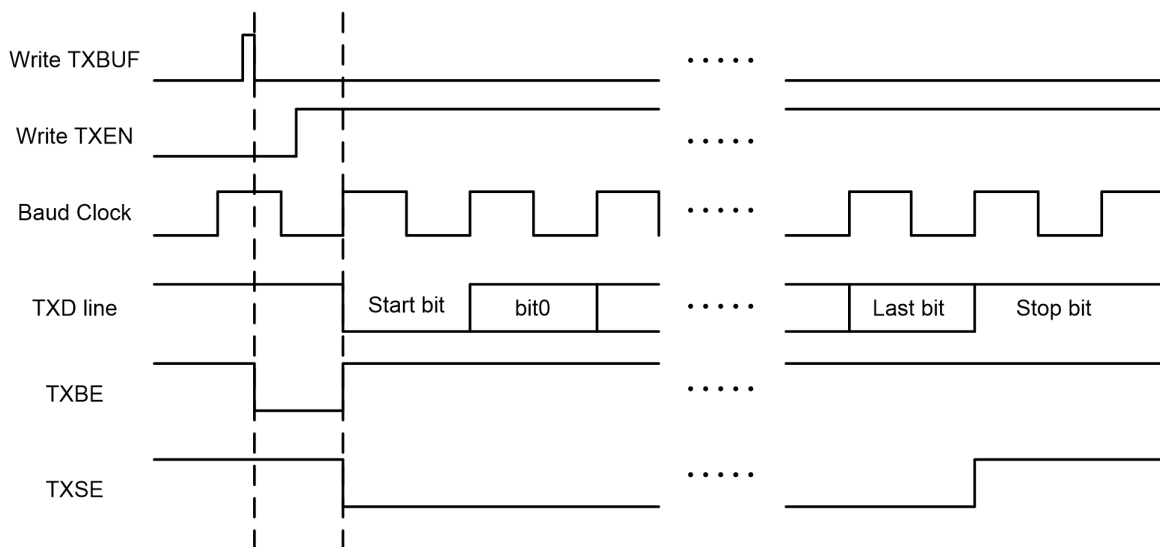 Write TXBUF
Write TXEN
Baud Clock
TXD line
Start bit
bit0
Last bit
Stop bit
TXBE
TXSE